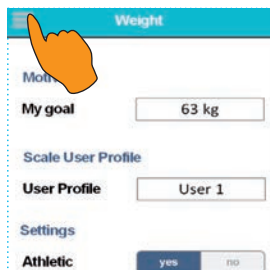 Weight
My goal 63 kg
Scale User Profile
User Profile User 1
Settings
Athletic yes no